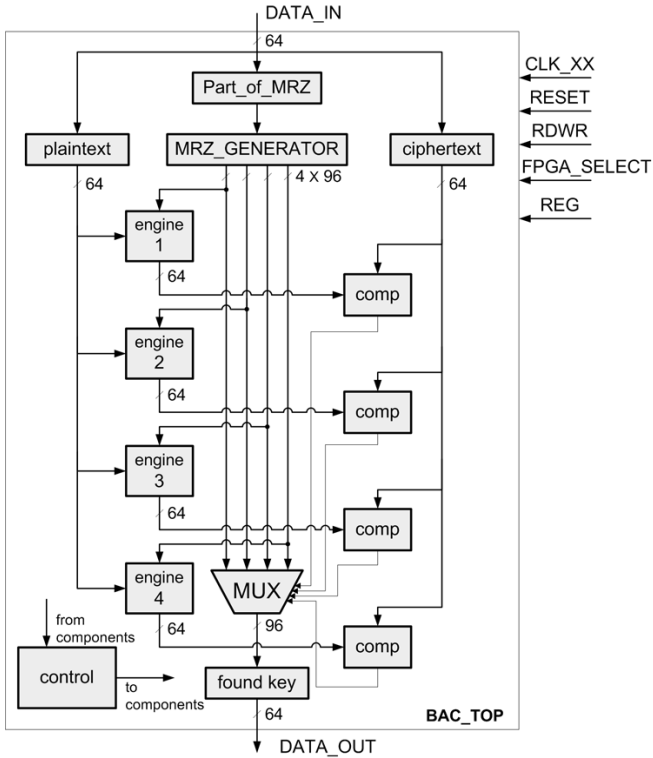 DATA_IN
64
CLK_XX
Part_of_MRZ
RESET
RDWR
plaintext
MRZ_GENERATOR
ciphertext
FPGA_SELECT
64
4 X 96
64
REG
engine
1
64
comp
engine
2
64
comp
engine
3
64
comp
engine
4
MUX
from
components
64
96
comp
control
found key
to
components
64
BAC_TOP
DATA_OUT